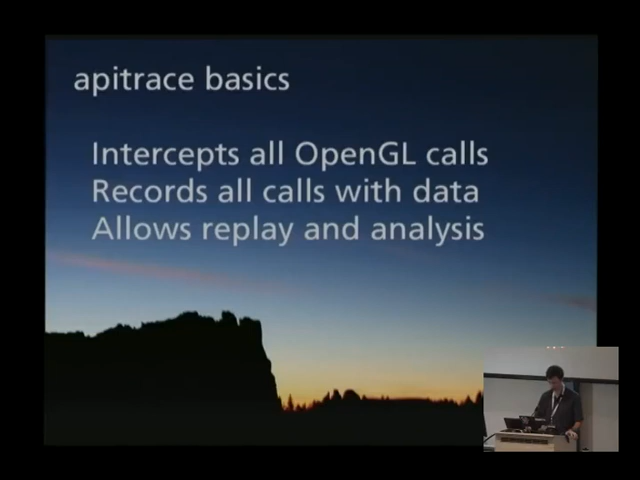 apitrace basics
Intercepts all OpenGL calls
Records all calls with data
Allows replay and analysis